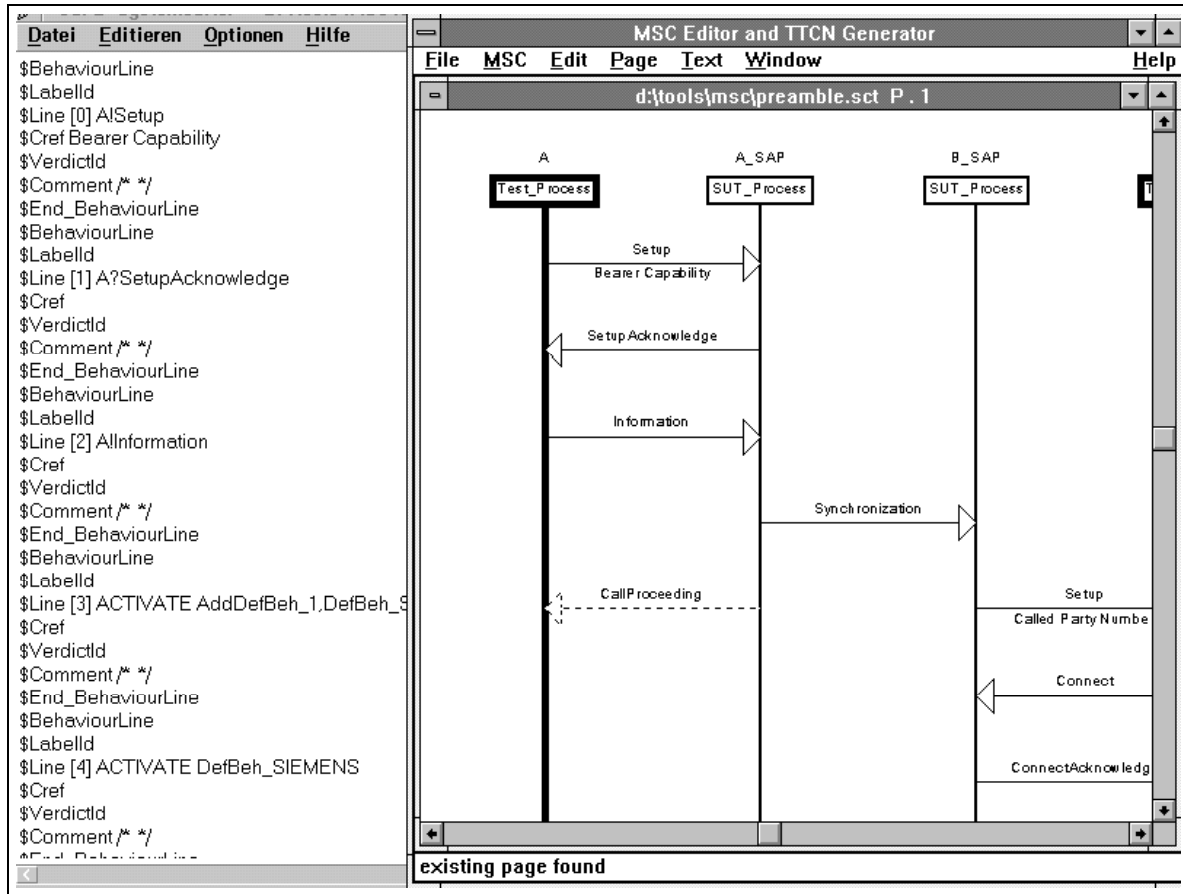 Datei Editieren Optionen Hilfe
$BehaviourLine
$LabelId
$Line [0] A!Setup
$Cref Bearer Capability
$VerdictId
$Comment /* */
$End_BehaviourLine
$BehaviourLine
$LabelId
$Line [1] A?SetupAcknowledge
$Cref
$VerdictId
$Comment /* */
$End_BehaviourLine
$BehaviourLine
$LabelId
$Line [2] A!Information
$Cref
$VerdictId
$Comment /* */
$End_BehaviourLine
$BehaviourLine
$LabelId
$Line [3] ACTIVATE AddDefBeh_1,DefBeh_S
$Cref
$VerdictId
$Comment /* */
$End_BehaviourLine
$BehaviourLine
$LabelId
$Line [4] ACTIVATE DefBeh_SIEMENS
$Cref
$VerdictId
$Comment /* */
MSC Editor and TTCN Generator
File MSC Edit Page Text Window Help
d:\tools\msc\preamble.sct P . 1
A A_SAP B_SAP
Test_Process SUT_Process SUT_Process T
Setup
Bearer Capability
SetupAcknowledge
Information
Synchronization
CallProceeding Setup
Called Party Numbe
Connect
ConnectAcknowledg
existing page found